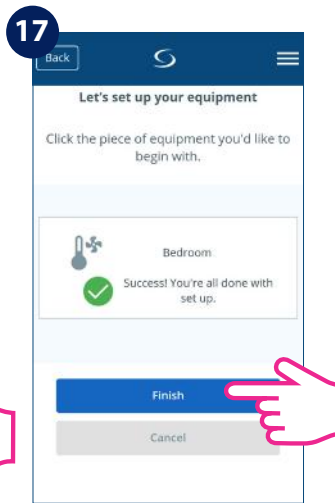 17
Back
Let's set up your equipment
Click the piece of equipment you'd like to
begin with.
Bedroom
Success! You're all done with
set up.
Finish
Cancel